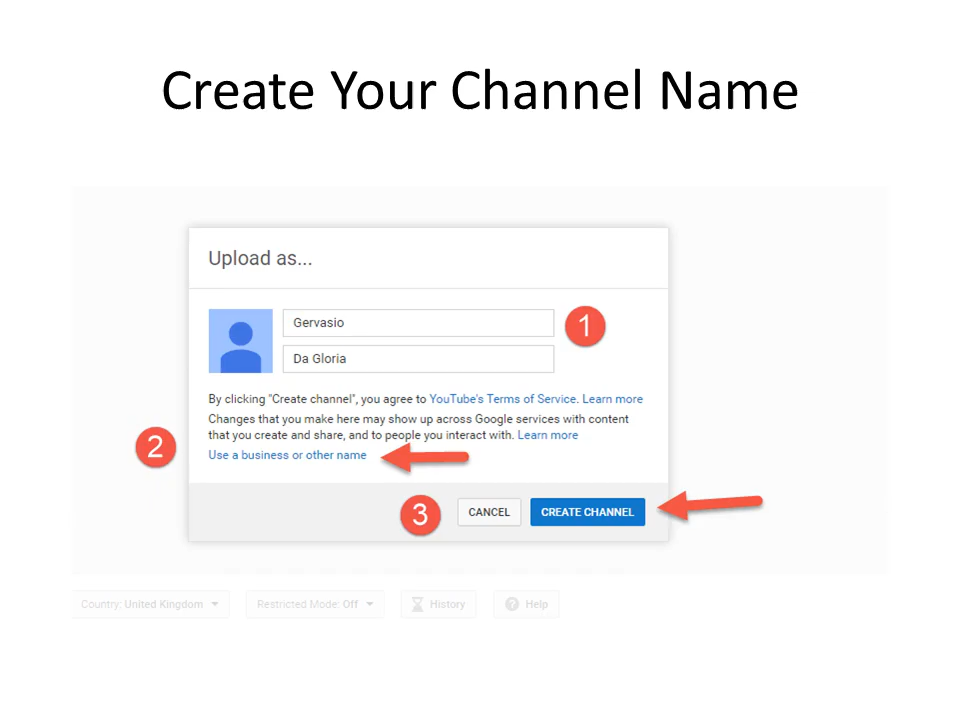 Create Your Channel Name
Upload as...
Gervasio
1
Da Gloria
By clicking "Create channel", you agree to YouTube's Terms of Service. Learn more
Changes that you make here may show up across Google services with content
that you create and share, and to people you interact with. Learn more
2
Use a business or other name
3
CANCEL
CREATE CHANNEL
Country: United Kingdom
Restricted Mode: Off
History
? Help